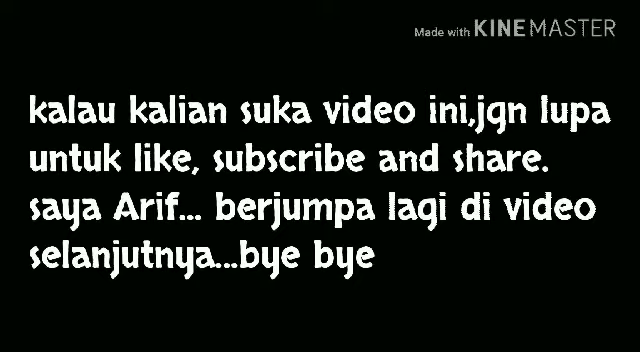 Made with KINEMASTER
kalau kalian suka video ini,jgn lupa
untuk like, subscribe and share.
saya Arif... berjumpa lagi di video
selanjutnya...bye bye